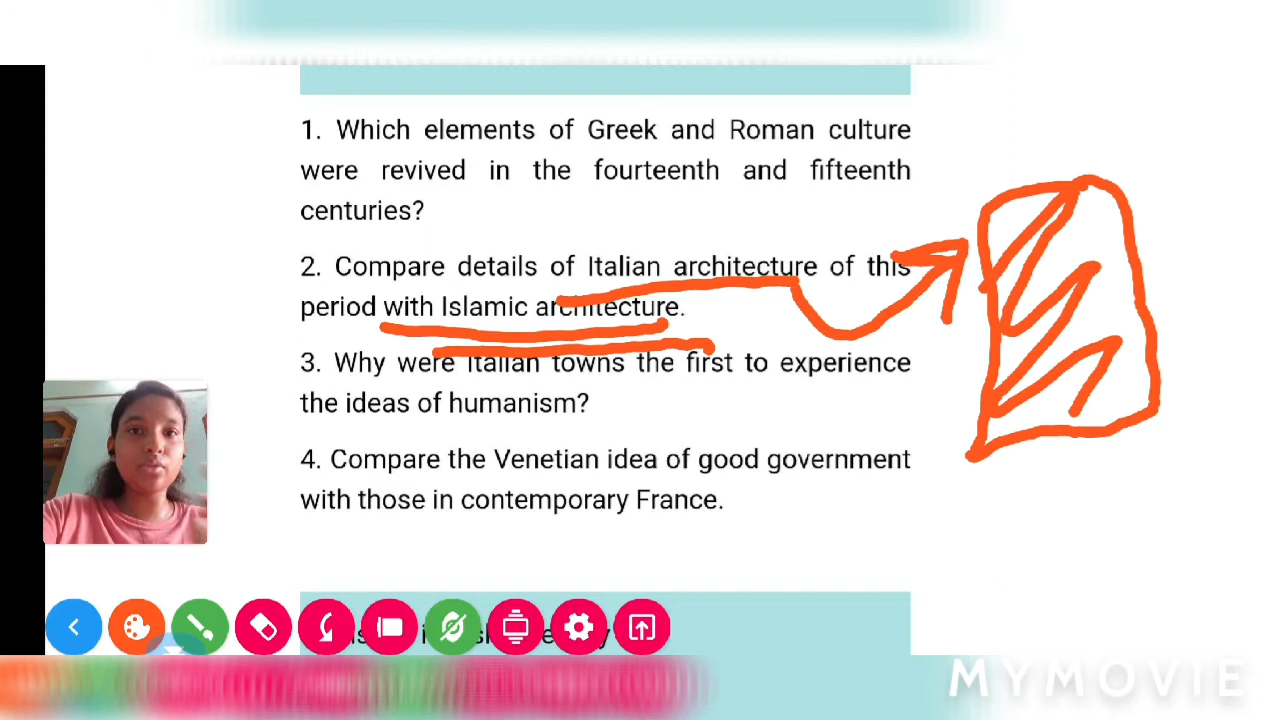 1. Which elements of Greek and Roman culture
were revived in the fourteenth and fifteenth
centuries?
2. Compare details of Italian architecture of this
period with Islamic architecture.
3. Why were Italian towns the first to experience
the ideas of humanism?
4. Compare the Venetian idea of good government
with those in contemporary France.
MYMOVIE